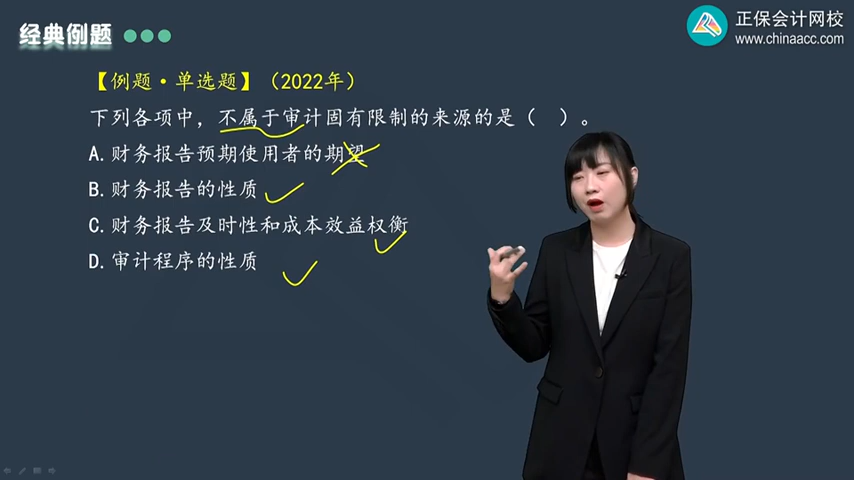 经典例题
正保会计网校
www.chinaacc.com
【例题·单选题】（2022年）
下列各项中，不属于审计固有限制的来源的是（ ）。
A. 财务报告预期使用者的期望
B. 财务报告的性质
C. 财务报告及时性和成本效益权衡
D. 审计程序的性质